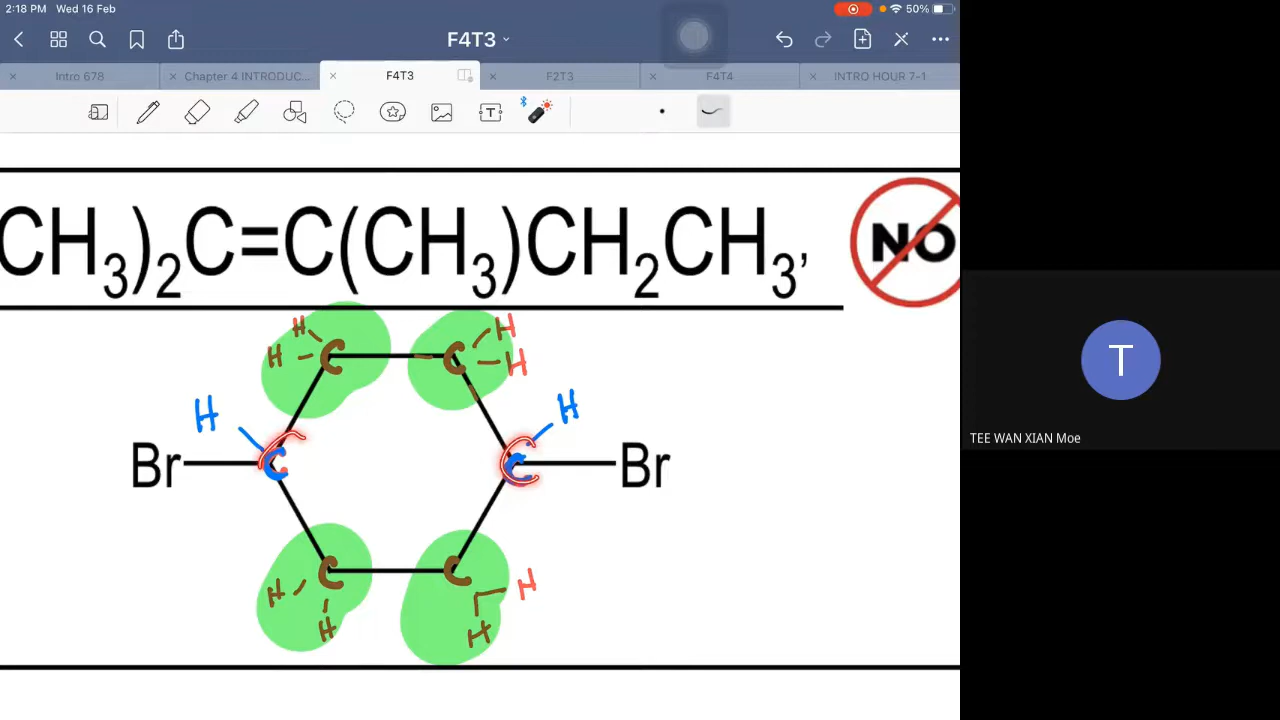 2:18 PM Wed 16 Feb
50%
F4T3
Intro 678
Chapter 4 INTRODUC...
F4T3
F2T3
F4T4
INTRO HOUR 7-1
T
CH3)2C=C(CH3)CH2CH3,
NO
H
H
C
C
H
H
H
H
Br
C
C
Br
C
C
H
H
H
H
T
TEE WAN XIAN Moe